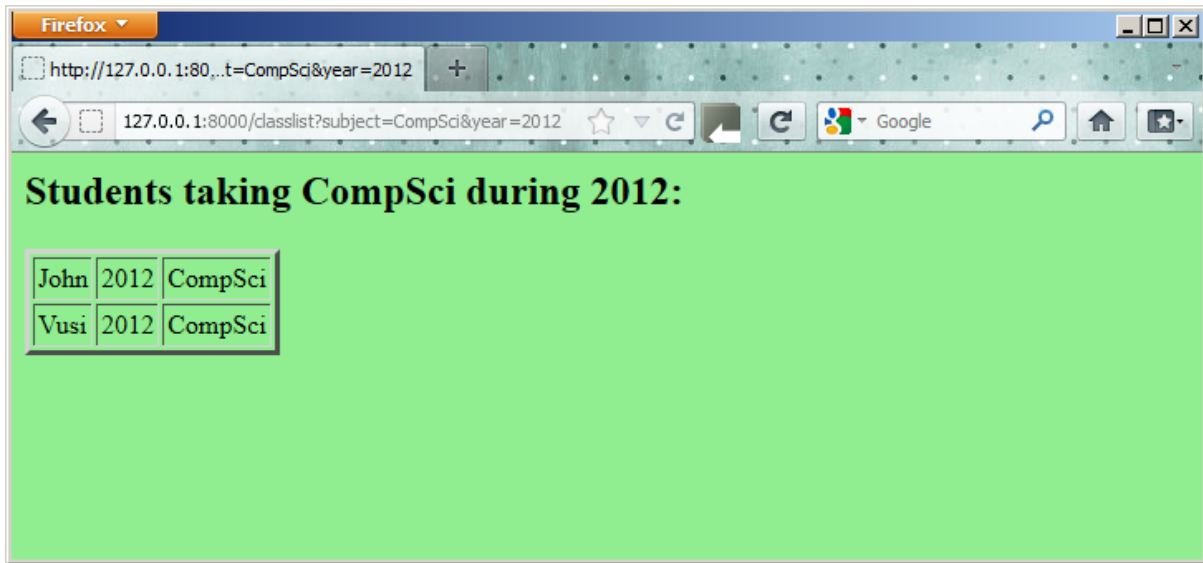 Firefox
http://127.0.0.1:80...t=CompSci&year=2012
127.0.0.1:8000/classlist?subject=CompSci&year=2012
Google
Students taking CompSci during 2012:
John 2012 CompSci
Vusi 2012 CompSci